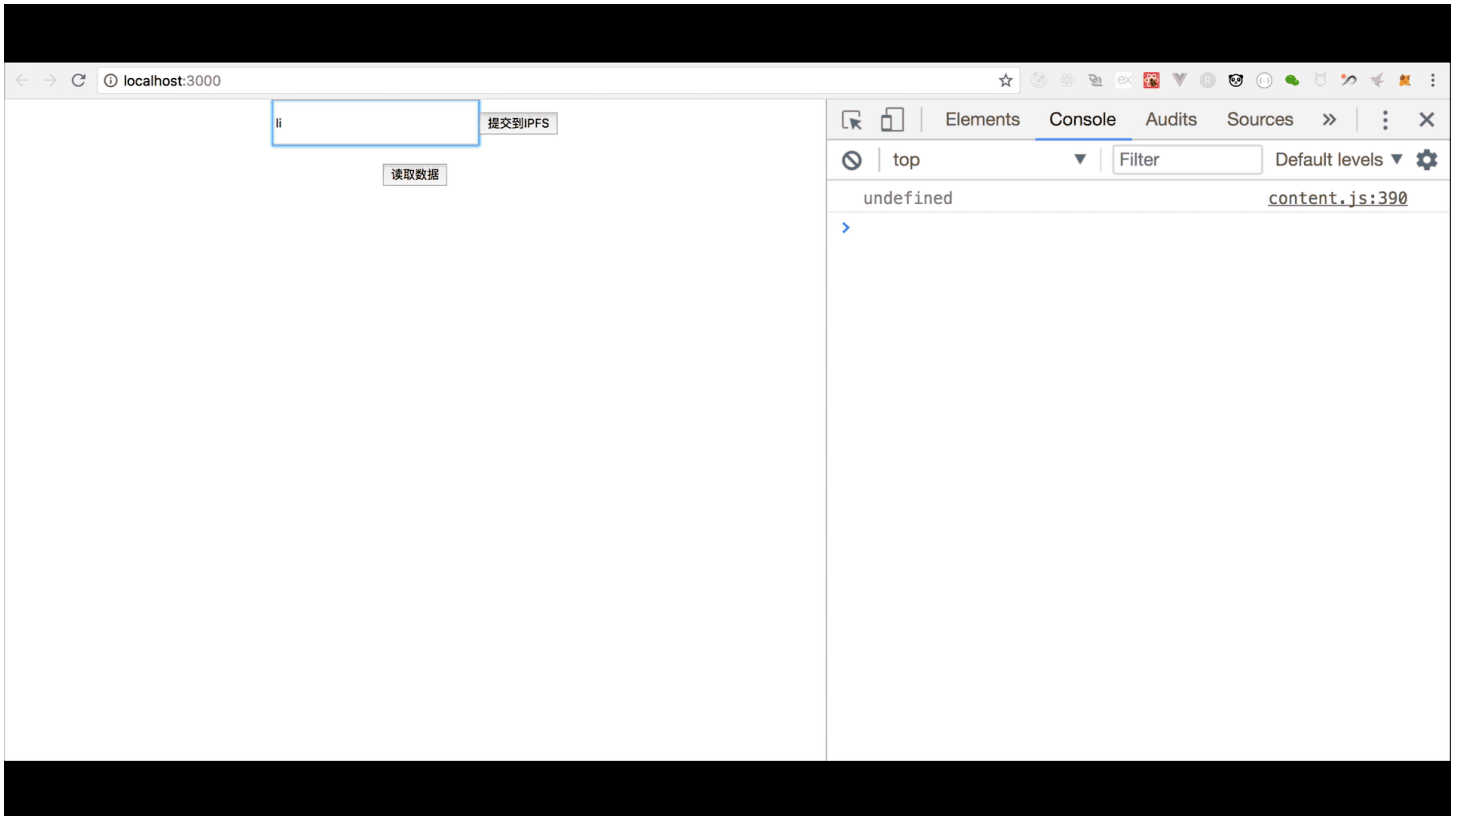 localhost:3000
li
提交到IPFS
读取数据
Elements Console Audits Sources »
top Filter Default levels
undefined content.js:390